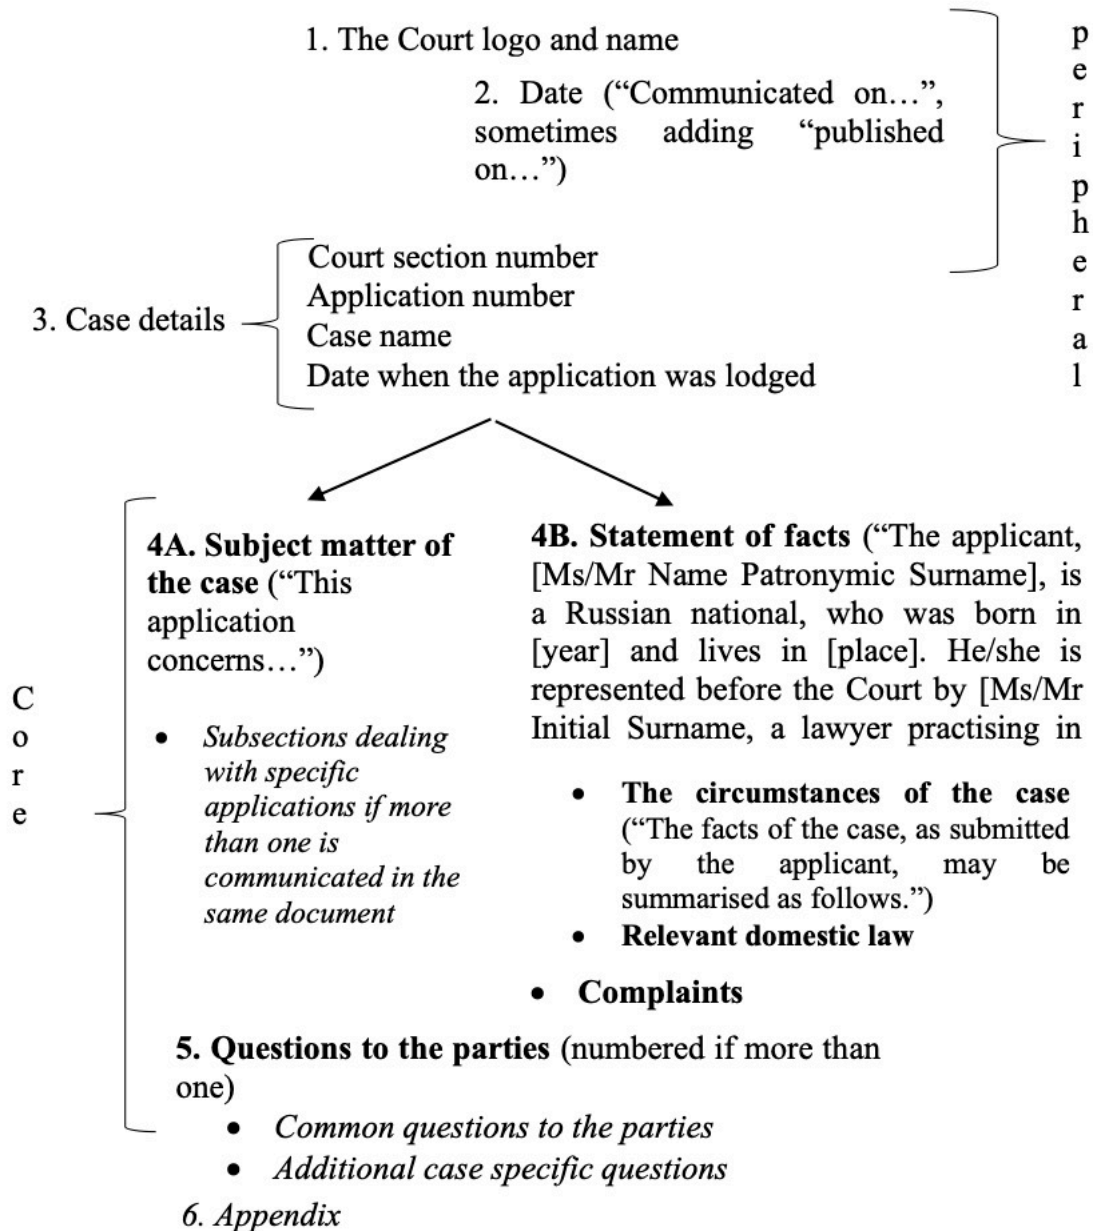 1. The Court logo and name
2. Date (“Communicated on…”,
sometimes adding “published
on…”)
peripheral
3. Case details
Court section number
Application number
Case name
Date when the application was lodged
Core
4A. Subject matter of
the case (“This
application
concerns…”)
• Subsections dealing
with specific
applications if more
than one is
communicated in the
same document
4B. Statement of facts (“The applicant,
[Ms/Mr Name Patronymic Surname], is
a Russian national, who was born in
[year] and lives in [place]. He/she is
represented before the Court by [Ms/Mr
Initial Surname, a lawyer practising in
• The circumstances of the case
(“The facts of the case, as submitted
by the applicant, may be
summarised as follows.”)
• Relevant domestic law
• Complaints
5. Questions to the parties (numbered if more than
one)
• Common questions to the parties
• Additional case specific questions
6. Appendix